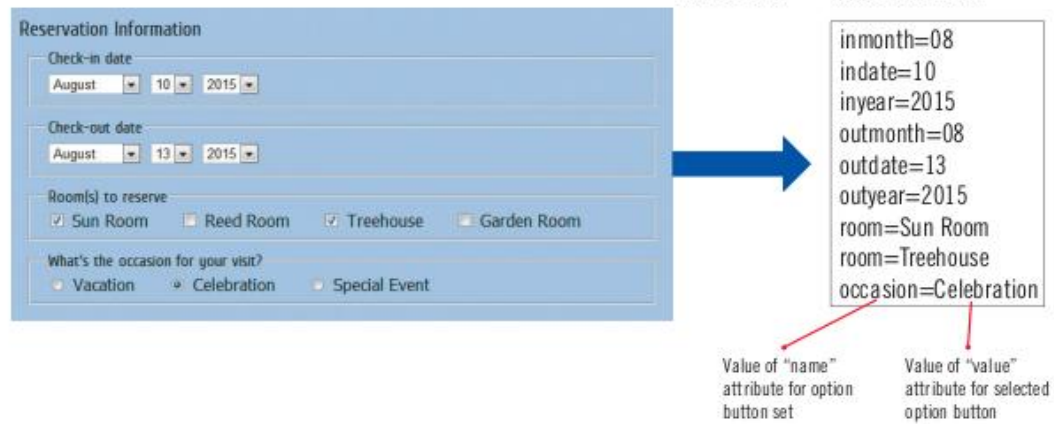 Reservation Information
Check-in date
August 10 2015
Check-out date
August 13 2015
Room(s) to reserve
Sun Room Reed Room Treehouse Garden Room
What's the occasion for your visit?
Vacation Celebration Special Event
inmonth=08
indate=10
inyear=2015
outmonth=08
outdate=13
outyear=2015
room=Sun Room
room=Treehouse
occasion=Celebration
Value of "name"
attribute for option
button set
Value of "value"
attribute for selected
option button